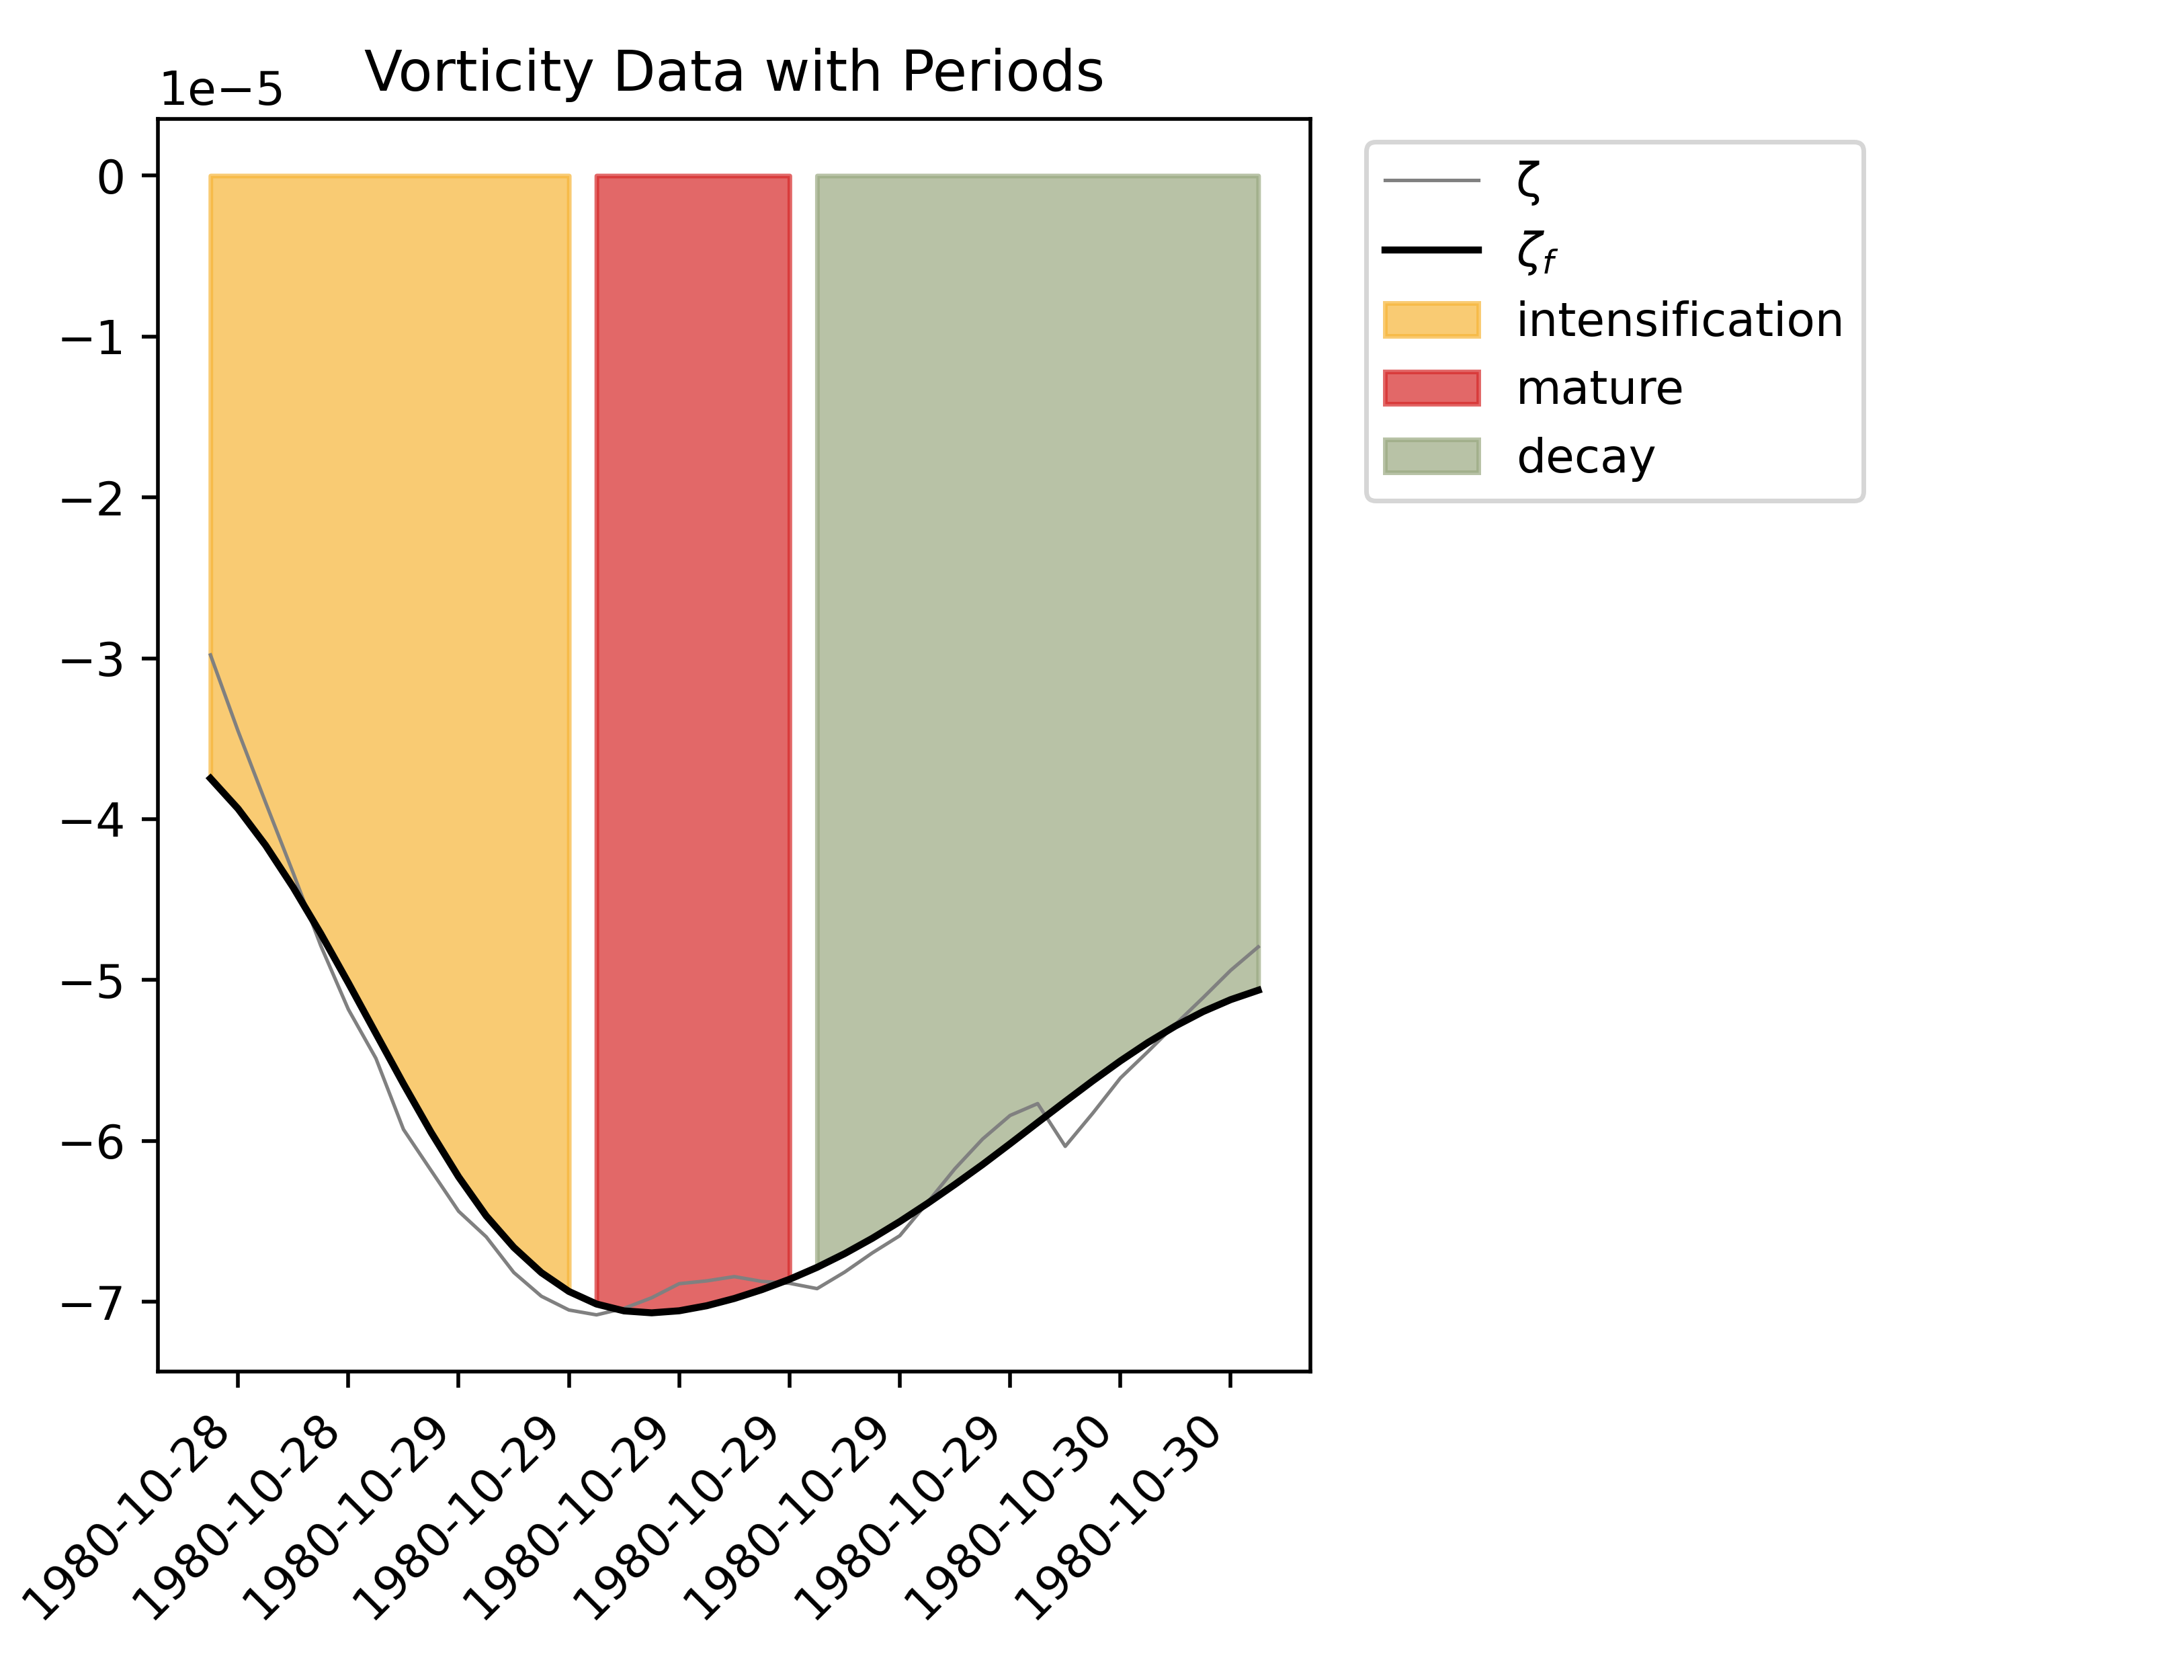 Vorticity Data with Periods
1e−5
0
−1
−2
−3
−4
−5
−6
−7
1980-10-28
1980-10-28
1980-10-29
1980-10-29
1980-10-29
1980-10-29
1980-10-29
1980-10-29
1980-10-30
1980-10-30
ζ
ζf
intensification
mature
decay